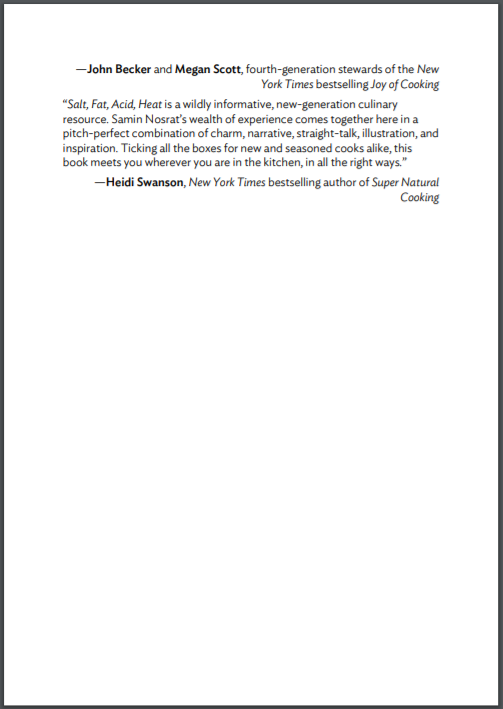 —John Becker and Megan Scott, fourth-generation stewards of the New
York Times bestselling Joy of Cooking
“Salt, Fat, Acid, Heat is a wildly informative, new-generation culinary
resource. Samin Nosrat’s wealth of experience comes together here in a
pitch-perfect combination of charm, narrative, straight-talk, illustration, and
inspiration. Ticking all the boxes for new and seasoned cooks alike, this
book meets you wherever you are in the kitchen, in all the right ways.”
—Heidi Swanson, New York Times bestselling author of Super Natural
Cooking